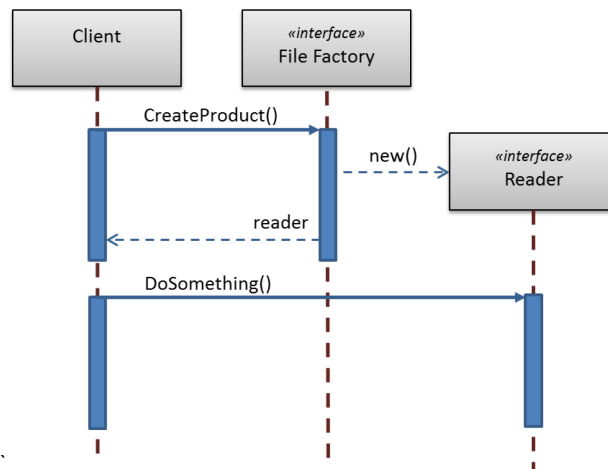 Client
«interface»
File Factory
CreateProduct()
new()
«interface»
Reader
reader
DoSomething()